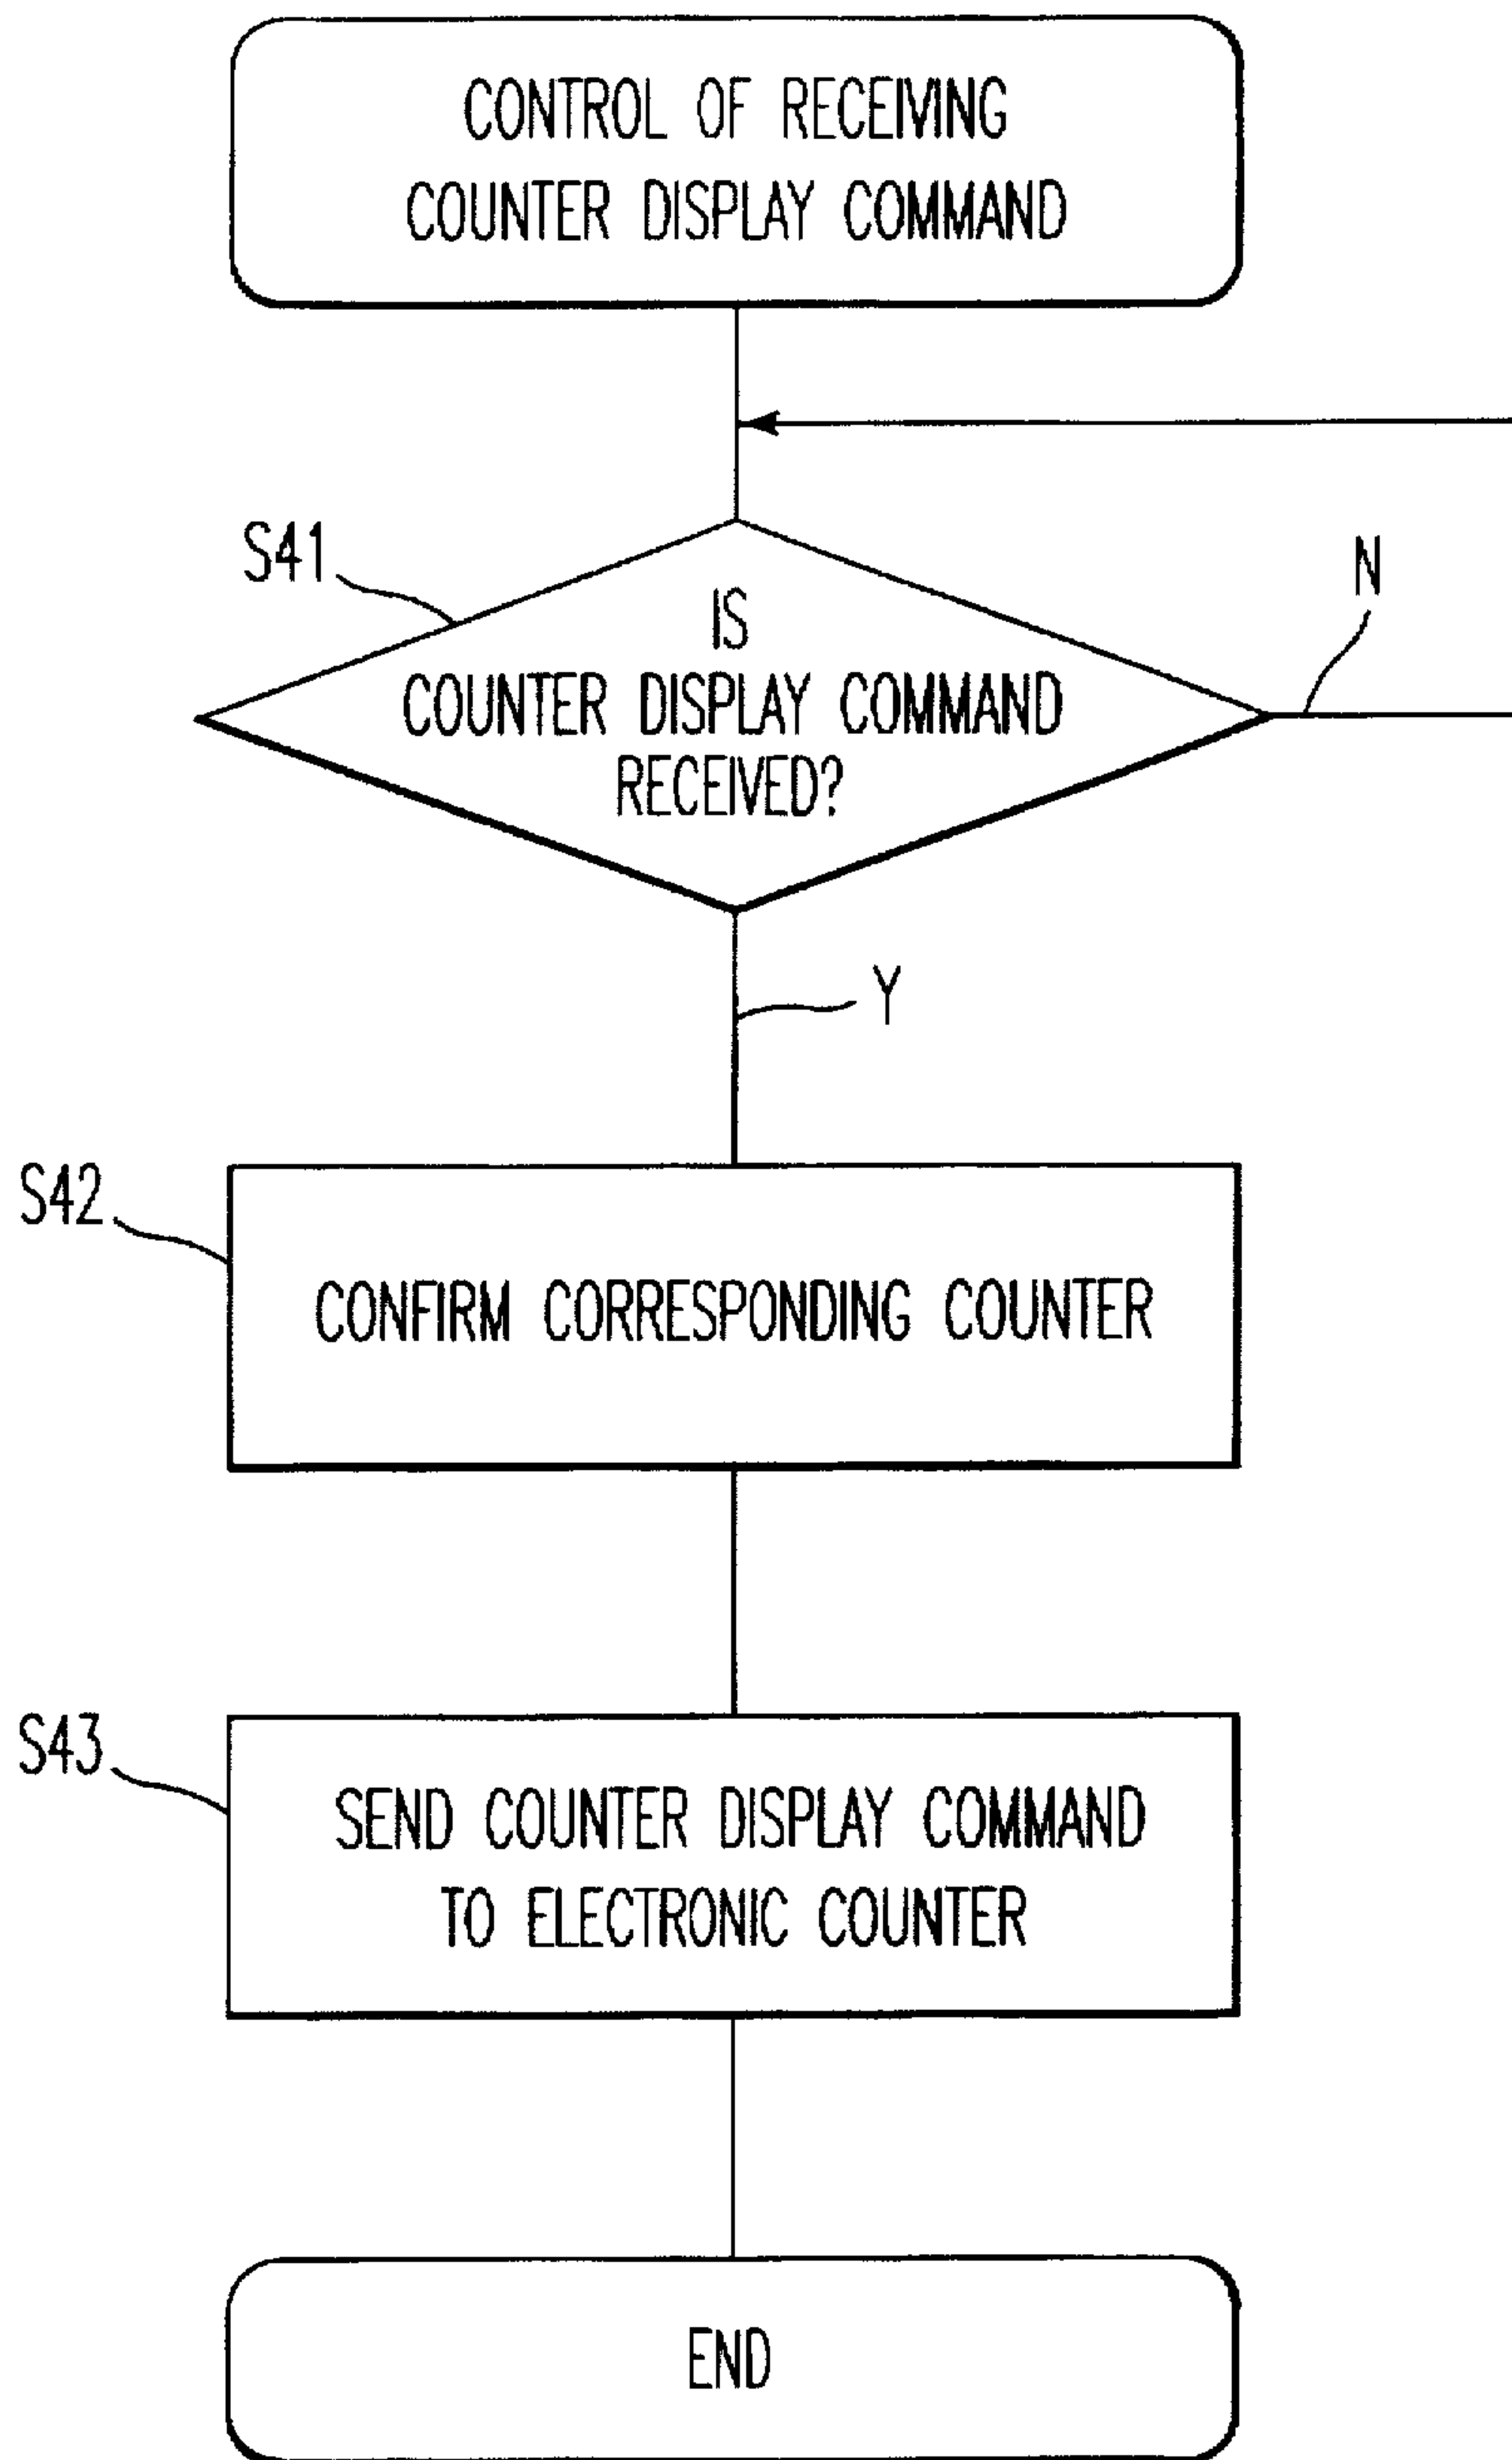 CONTROL OF RECEIVING
COUNTER DISPLAY COMMAND
S41
IS
COUNTER DISPLAY COMMAND
RECEIVED?
N
Y
S42
CONFIRM CORRESPONDING COUNTER
S43
SEND COUNTER DISPLAY COMMAND
TO ELECTRONIC COUNTER
END